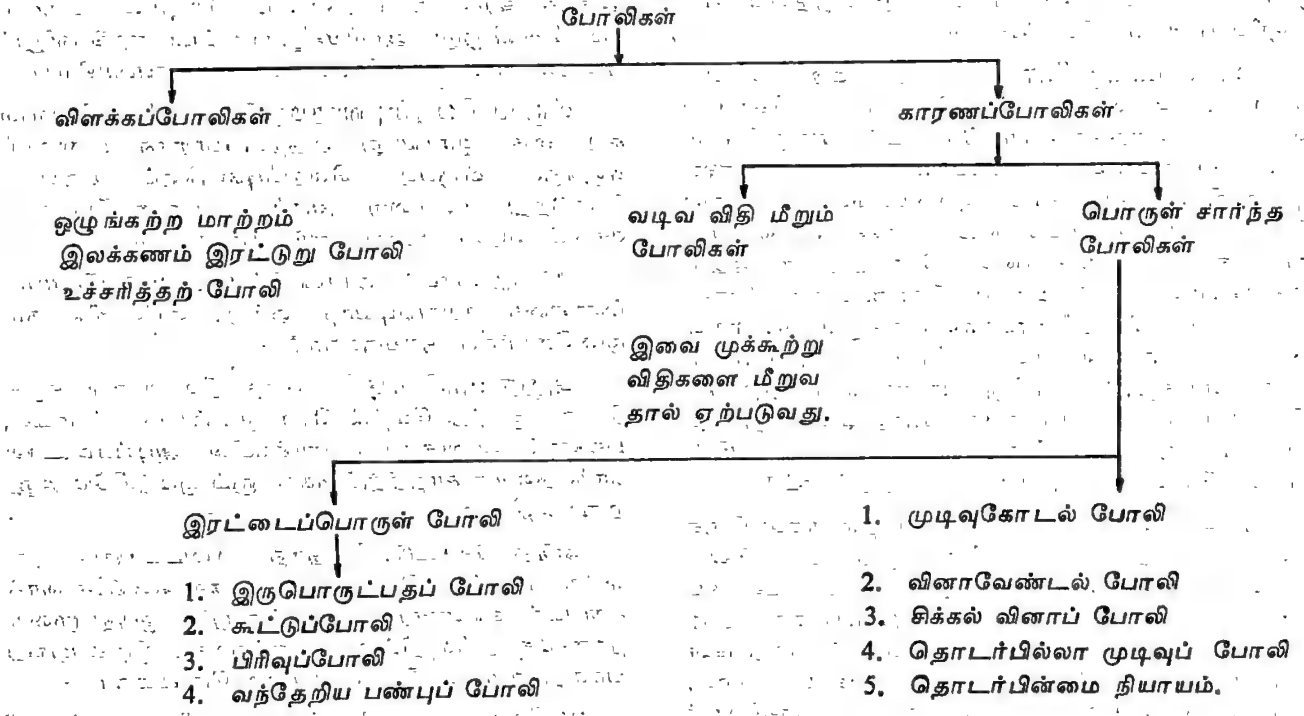 போலிகள்
விளக்கப்போலிகள்
காரணப்போலிகள்
ஒழுங்கற்ற மாற்றம்
இலக்கணம் இரட்டுறு போலி
உச்சரித்தற் போலி
வடிவ விதி மீறும்
போலிகள்
பொருள் சார்ந்த
போலிகள்
இவை முக்கூற்று
விதிகளை மீறுவ
தால் ஏற்படுவது.
இரட்டைப்பொருள் போலி
1. இருபொருட்பதப் போலி
2. கூட்டுப்போலி
3. பிரிவுப்போலி
4. வந்தேறிய பண்புப் போலி
1. முடிவுகோடல் போலி
2. வினாவேண்டல் போலி
3. சிக்கல் வினாப் போலி
4. தொடர்பில்லா முடிவுப் போலி
5. தொடர்பின்மை நியாயம்.